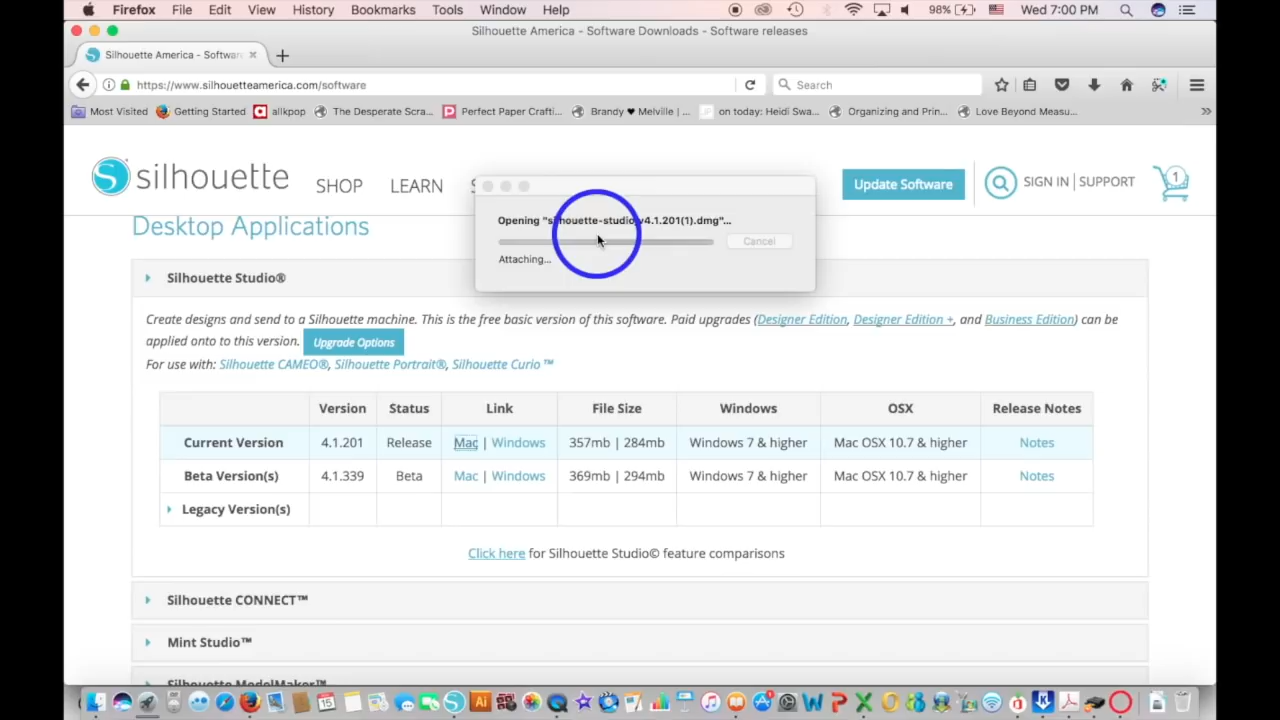 Firefox File Edit View History Bookmarks Tools Window Help 98% Wed 7:00 PM
Silhouette America - Software Downloads - Software releases
Silhouette America - Softwar
https://www.silhouetteamerica.com/software Search
Most Visited Getting Started allkpop The Desperate Scra... Perfect Paper Crafti... Brandy ♥ Melville | ... on today: Heidi Swa... Organizing and Prin... Love Beyond Measu...
silhouette SHOP LEARN Update Software SIGN IN | SUPPORT 1
Opening "silhouette-studio v4.1.201(1).dmg"...
Cancel
Attaching...
Desktop Applications
Silhouette Studio®
Create designs and send to a Silhouette machine. This is the free basic version of this software. Paid upgrades (Designer Edition, Designer Edition +, and Business Edition) can be
applied onto to this version. Upgrade Options
For use with: Silhouette CAMEO®, Silhouette Portrait®, Silhouette Curio ™
Version Status Link File Size Windows OSX Release Notes
Current Version 4.1.201 Release Mac | Windows 357mb | 284mb Windows 7 & higher Mac OSX 10.7 & higher Notes
Beta Version(s) 4.1.339 Beta Mac | Windows 369mb | 294mb Windows 7 & higher Mac OSX 10.7 & higher Notes
Legacy Version(s)
Click here for Silhouette Studio© feature comparisons
Silhouette CONNECT™
Mint Studio™
Silhouette ModelMaker™